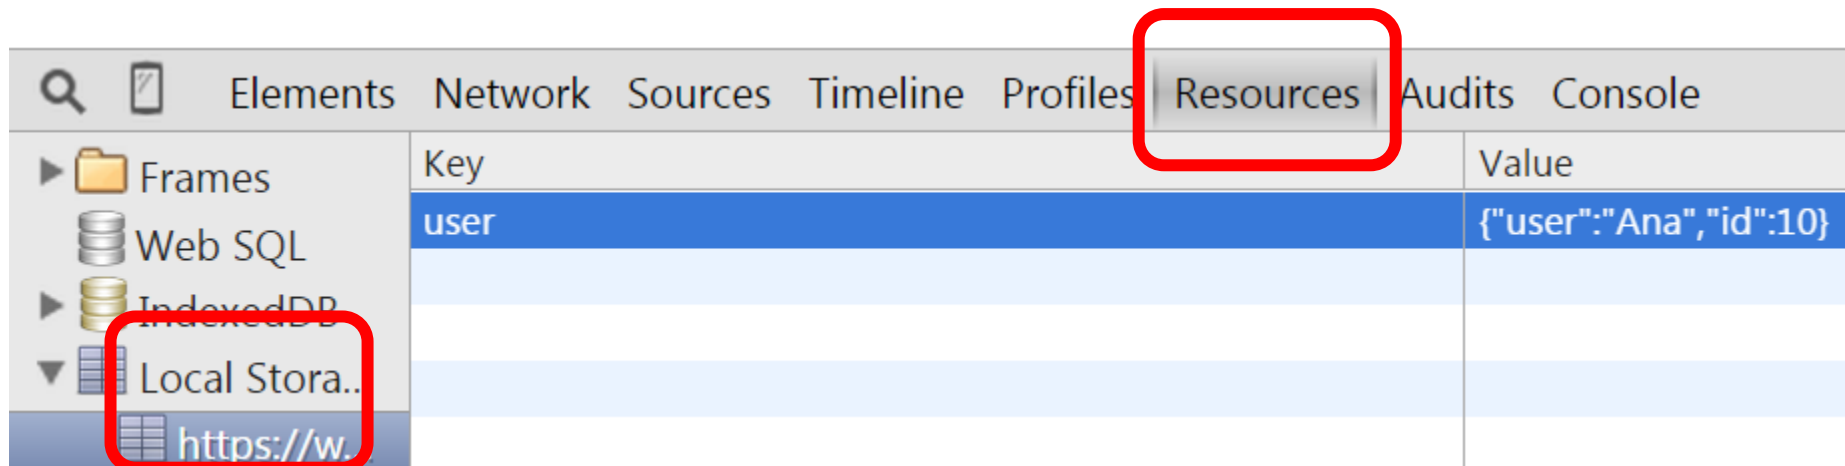 Elements Network Sources Timeline Profiles Resources Audits Console
Key Value
Frames
user {"user":"Ana","id":10}
Web SQL
IndexedDB
Local Stora...
https://w...